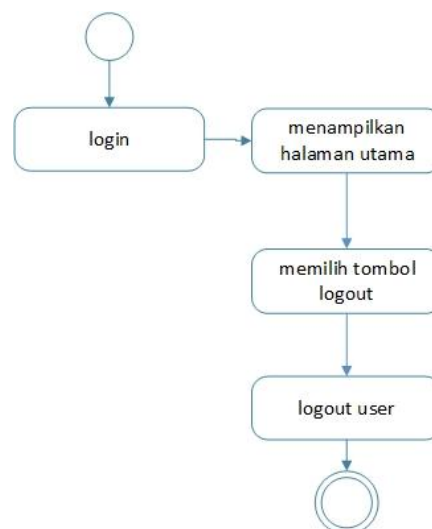 login
menampilkan
halaman utama
memilih tombol
logout
logout user